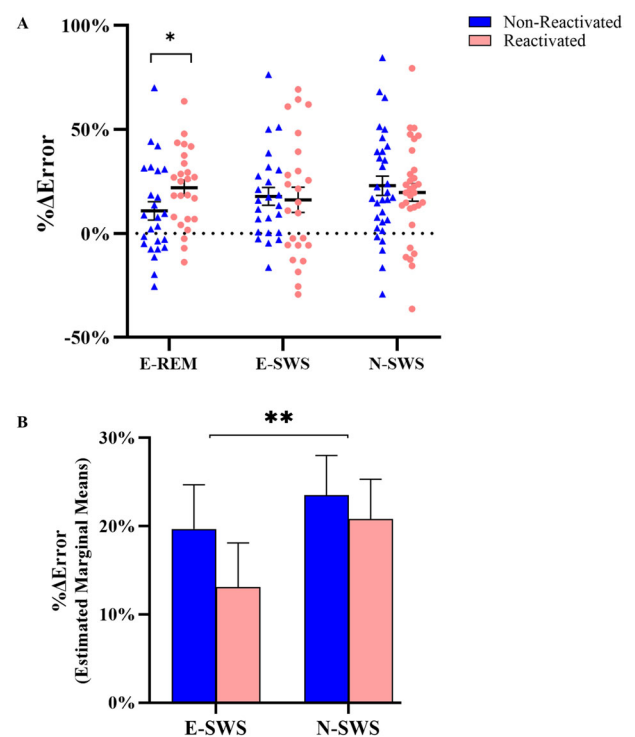 A
Non-Reactivated
Reactivated
100%
*
50%
0%
-50%
%ΔError
E-REM
E-SWS
N-SWS
B
**
30%
20%
10%
0%
%ΔError
(Estimated Marginal Means)
E-SWS
N-SWS